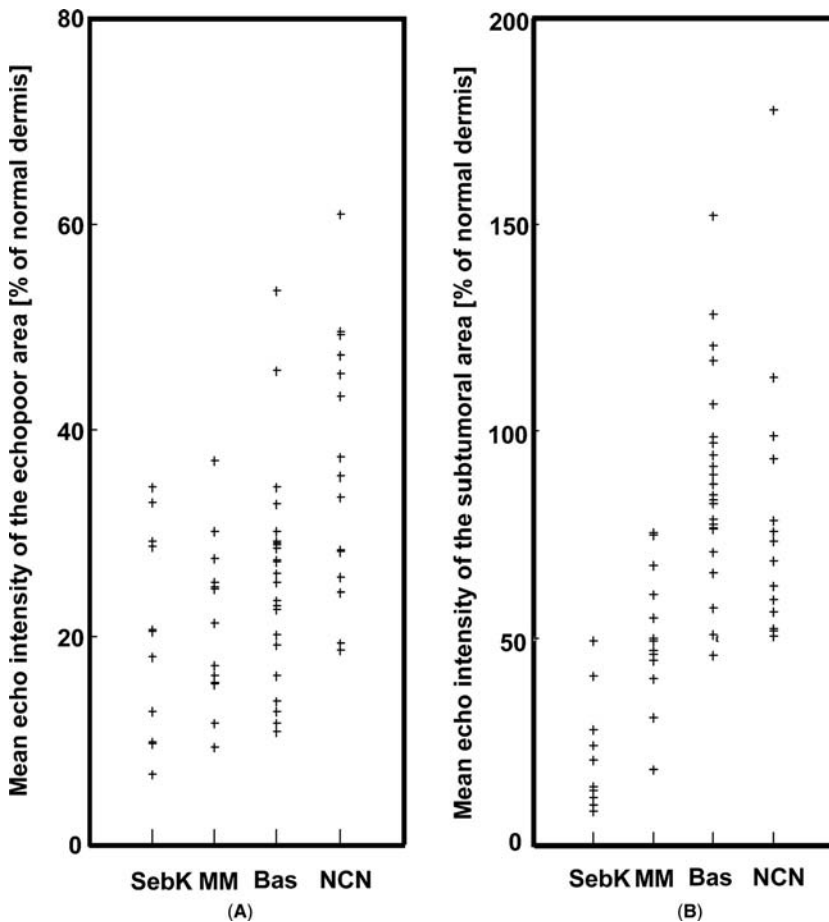 Mean echo intensity of the echopoor area [% of normal dermis]
80
60
40
20
0
SebK MM Bas NCN
(A)
Mean echo intensity of the subtumoral area [% of normal dermis]
200
150
100
50
0
SebK MM Bas NCN
(B)